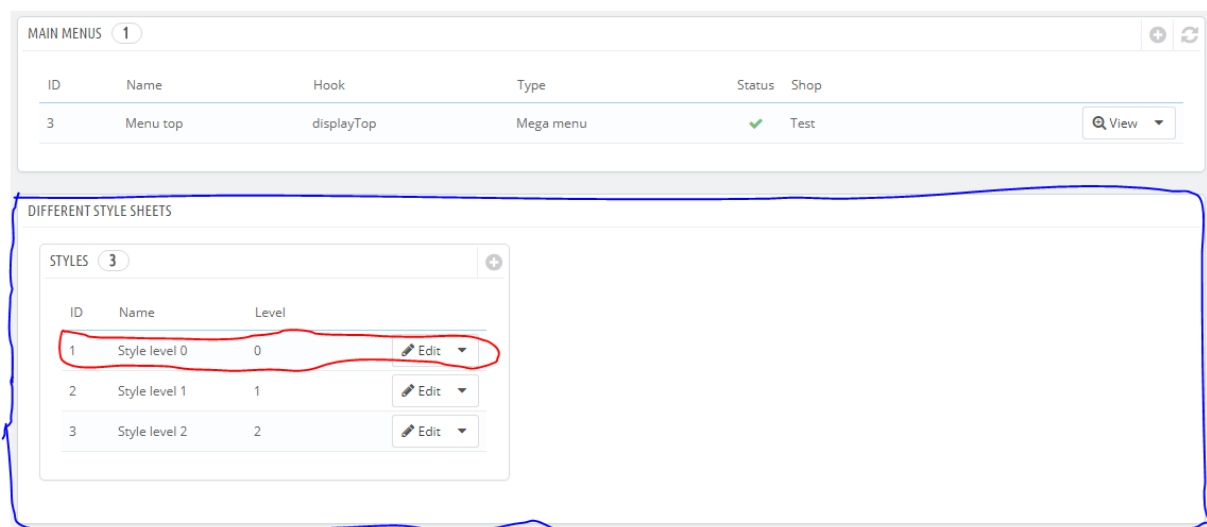 MAIN MENUS 1
ID Name Hook Type Status Shop
3 Menu top displayTop Mega menu Test View
DIFFERENT STYLE SHEETS
STYLES 3
ID Name Level
1 Style level 0 0 Edit
2 Style level 1 1 Edit
3 Style level 2 2 Edit